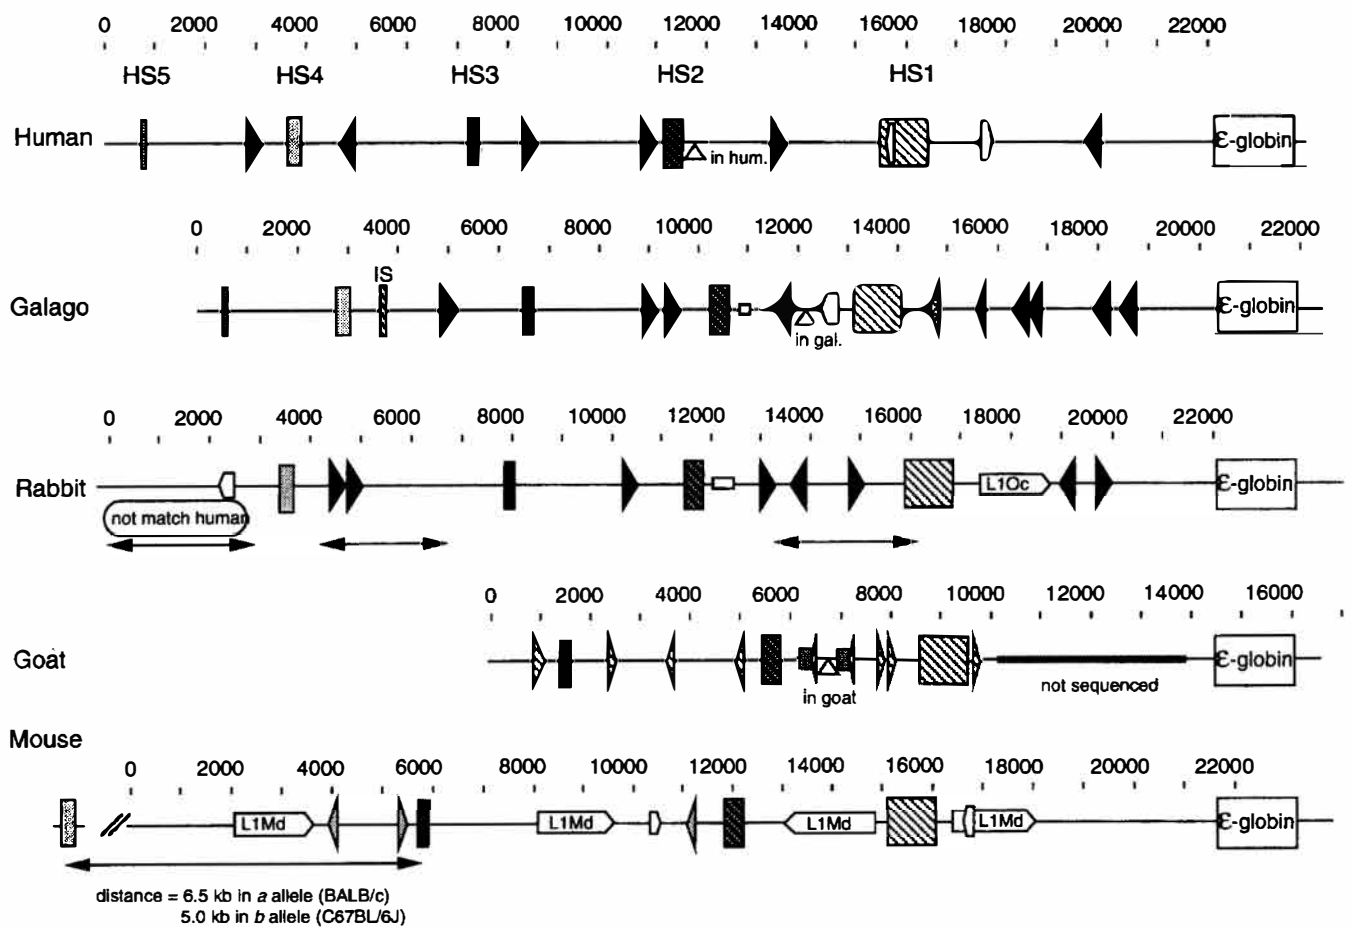 0 2000 4000 6000 8000 10000 12000 14000 16000 18000 20000 22000
HS5 HS4 HS3 HS2 HS1
Human in hum. Ɛ-globin
0 2000 4000 6000 8000 10000 12000 14000 16000 18000 20000 22000
IS
Galago Ɛ-globin
in gal.
0 2000 4000 6000 8000 10000 12000 14000 16000 18000 20000 22000
Rabbit L1Oc Ɛ-globin
not match human
0 2000 4000 6000 8000 10000 12000 14000 16000
Goat Ɛ-globin
in goat not sequenced
Mouse
0 2000 4000 6000 8000 10000 12000 14000 16000 18000 20000 22000
L1Md L1Md L1Md L1Md Ɛ-globin
distance = 6.5 kb in a allele (BALB/c)
5.0 kb in b allele (C67BL/6J)